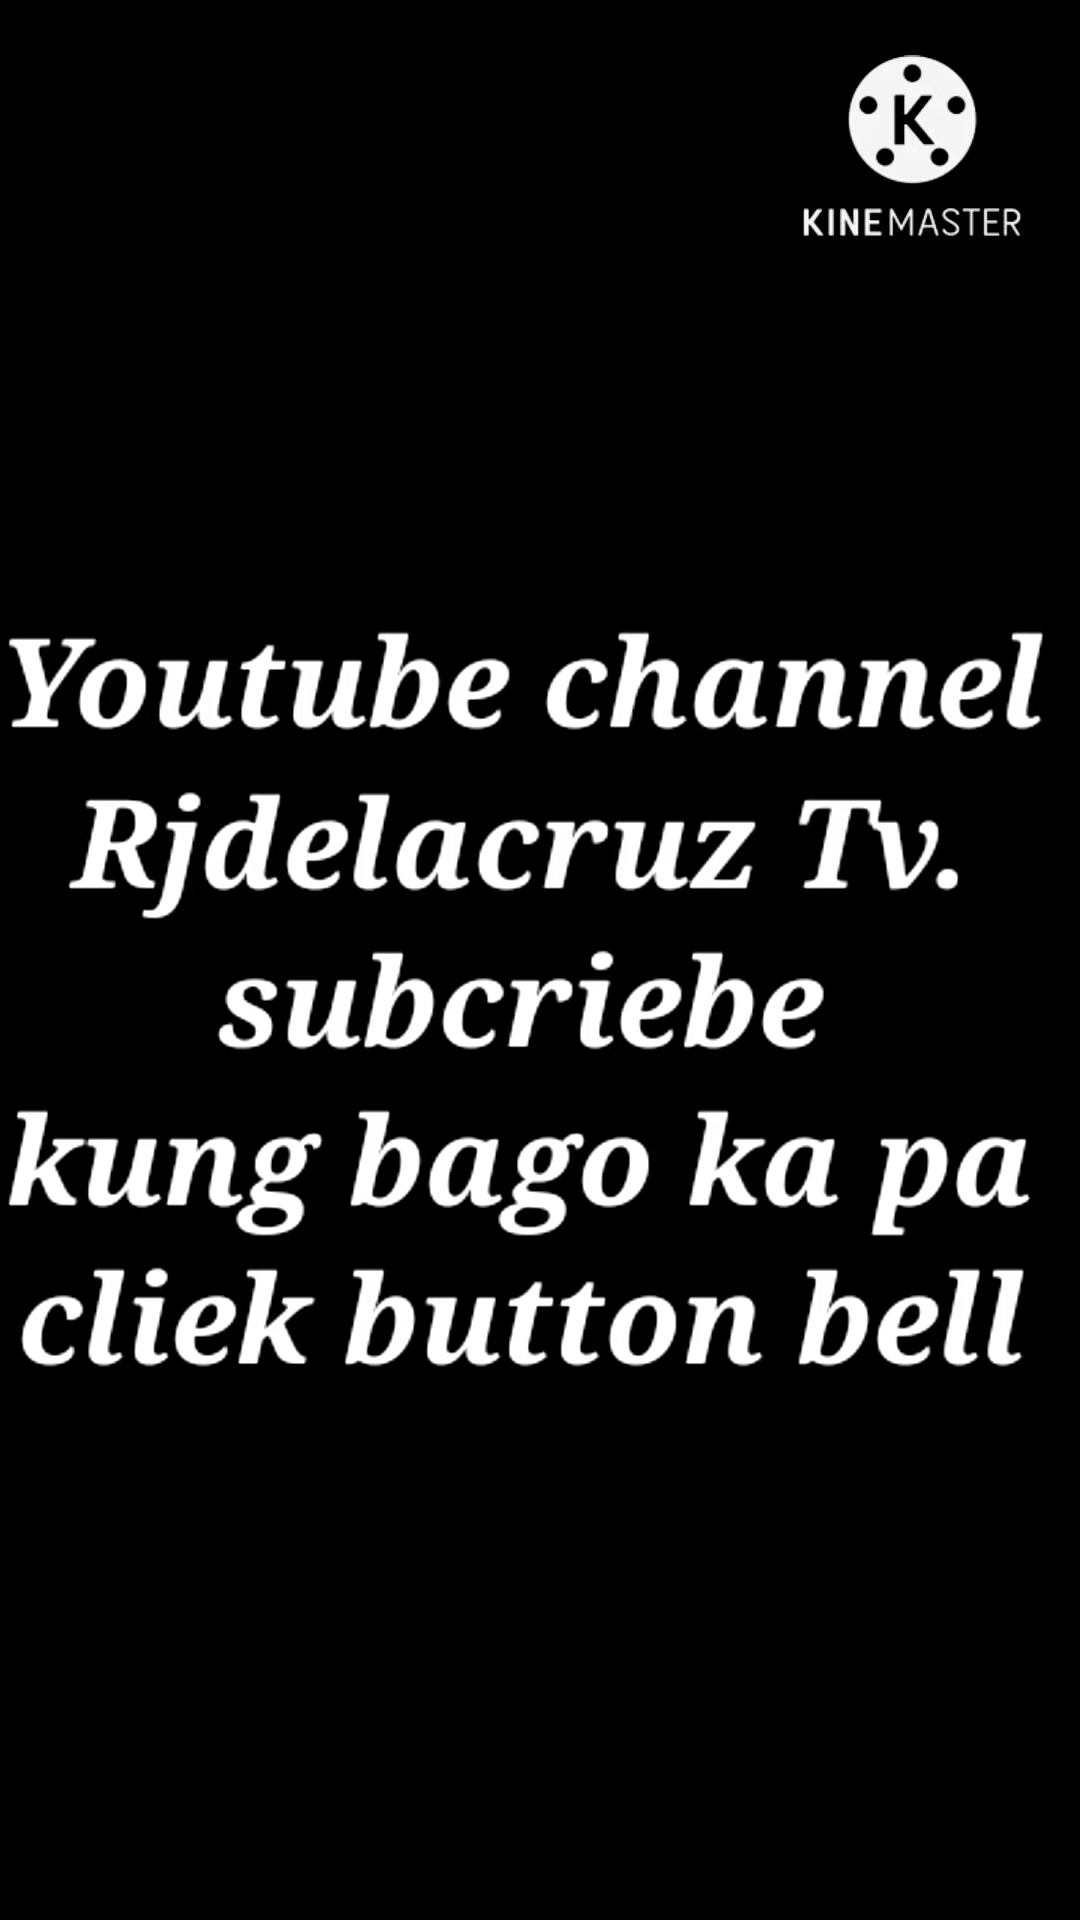 K
KINEMASTER
Youtube channel
Rjdelacruz Tv.
subcriebe
kung bago ka pa
cliek button bell